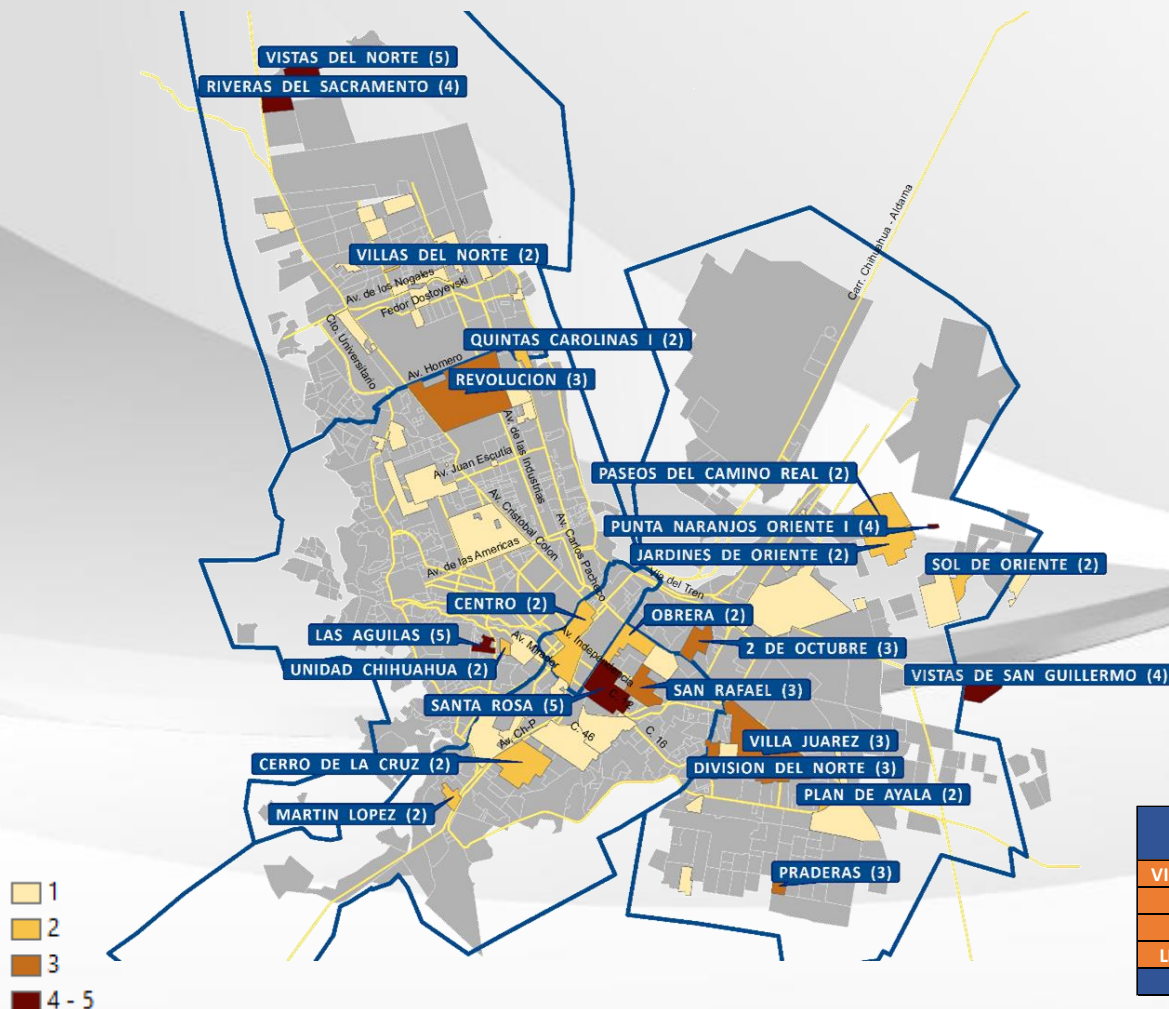 VISTAS DEL NORTE (5)
RIVERAS DEL SACRAMENTO (4)
Carr. Chihuahua - Aldama
VILLAS DEL NORTE (2)
Av. de los Nogales
Fedor Dostoyevski
Cto. Universitario
QUINTAS CAROLINAS I (2)
Av. Homero
REVOLUCION (3)
Av. de las Industrias
Av. Juan Escutia
PASEOS DEL CAMINO REAL (2)
Av. Cristobal Colon
PUNTA NARANJOS ORIENTE I (4)
Av. Carlos Pacheco
Av. de las Americas
JARDINES DE ORIENTE (2)
SOL DE ORIENTE (2)
Via del Tren
CENTRO (2)
OBRERA (2)
LAS AGUILAS (5)
Av. Mirador
Av. Independencia
2 DE OCTUBRE (3)
UNIDAD CHIHUAHUA (2)
VISTAS DE SAN GUILLERMO (4)
SANTA ROSA (5)
SAN RAFAEL (3)
Av. Ch-P
C. 46
C. 16
VILLA JUAREZ (3)
CERRO DE LA CRUZ (2)
DIVISION DEL NORTE (3)
PLAN DE AYALA (2)
MARTIN LOPEZ (2)
PRADERAS (3)
1
2
3
4 - 5
VI
L